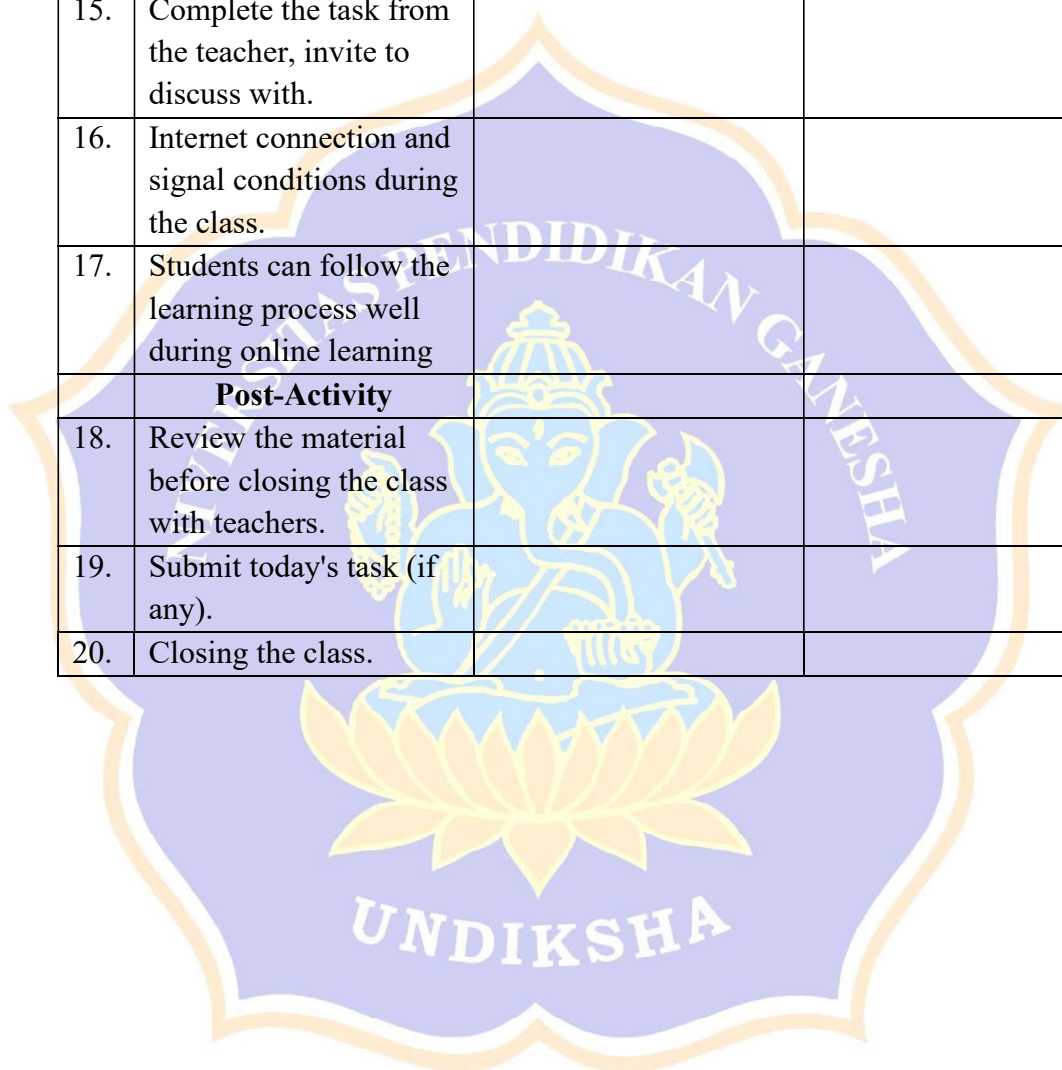 15. Complete the task from
the teacher, invite to
discuss with.
16. Internet connection and
signal conditions during
the class.
17. Students can follow the
learning process well
during online learning
Post-Activity
18. Review the material
before closing the class
with teachers.
19. Submit today's task (if
any).
20. Closing the class.
NIVERSITAS PENDIDIKAN GANESHA
UNDIKSHA